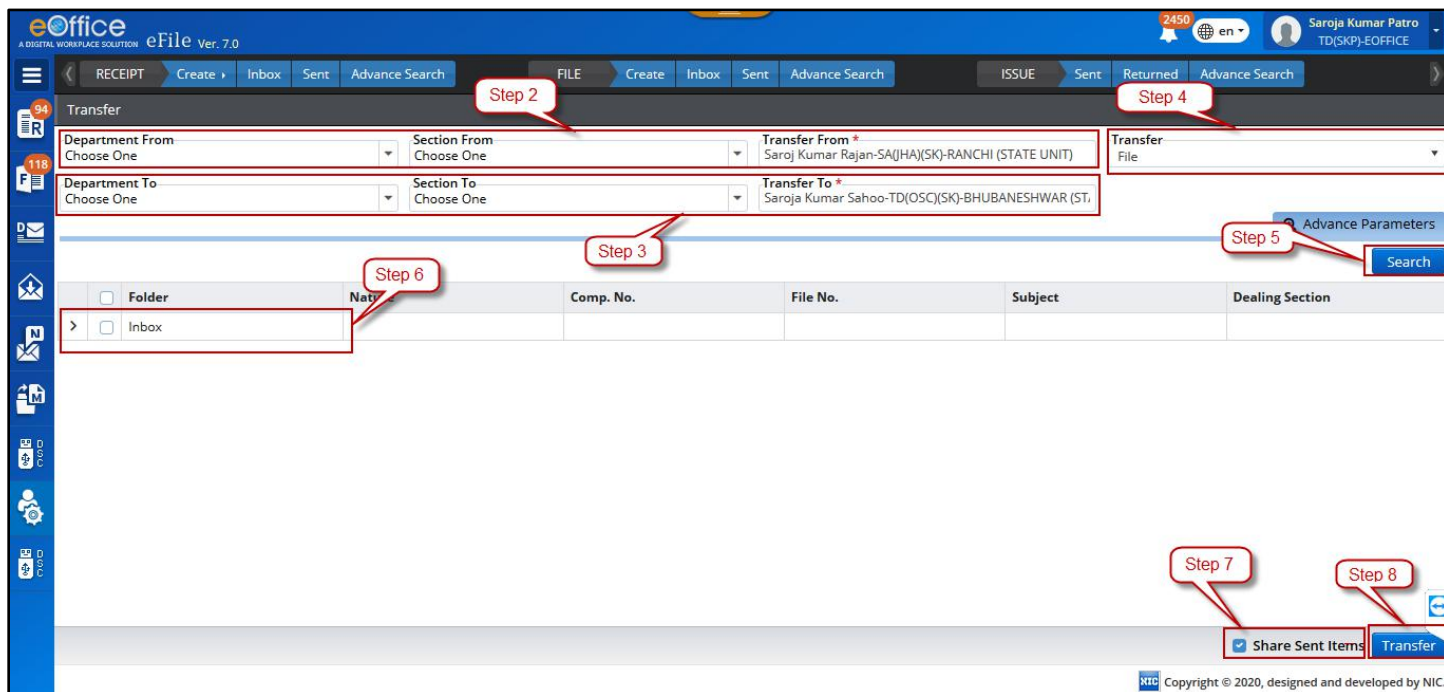 eOffice
A DIGITAL WORKPLACE SOLUTION eFile Ver. 7.0
2450
en
Saroja Kumar Patro
TD(SKP)-EOFFICE
RECEIPT Create Inbox Sent Advance Search FILE Create Inbox Sent Advance Search ISSUE Sent Returned Advance Search
94
R
Transfer
Step 2
Step 4
Department From
Choose One
Section From
Choose One
Transfer From *
Saroj Kumar Rajan-SA(JHA)(SK)-RANCHI (STATE UNIT)
Transfer
File
118
F
Department To
Choose One
Section To
Choose One
Transfer To *
Saroja Kumar Sahoo-TD(OSC)(SK)-BHUBANESHWAR (ST
D
Advance Parameters
Step 3
Step 5
Search
Step 6
Folder Comp. No. File No. Subject Dealing Section
Inbox
N
M
DSC
DSC
Step 7
Step 8
Share Sent Items Transfer
NIC Copyright © 2020, designed and developed by NIC.